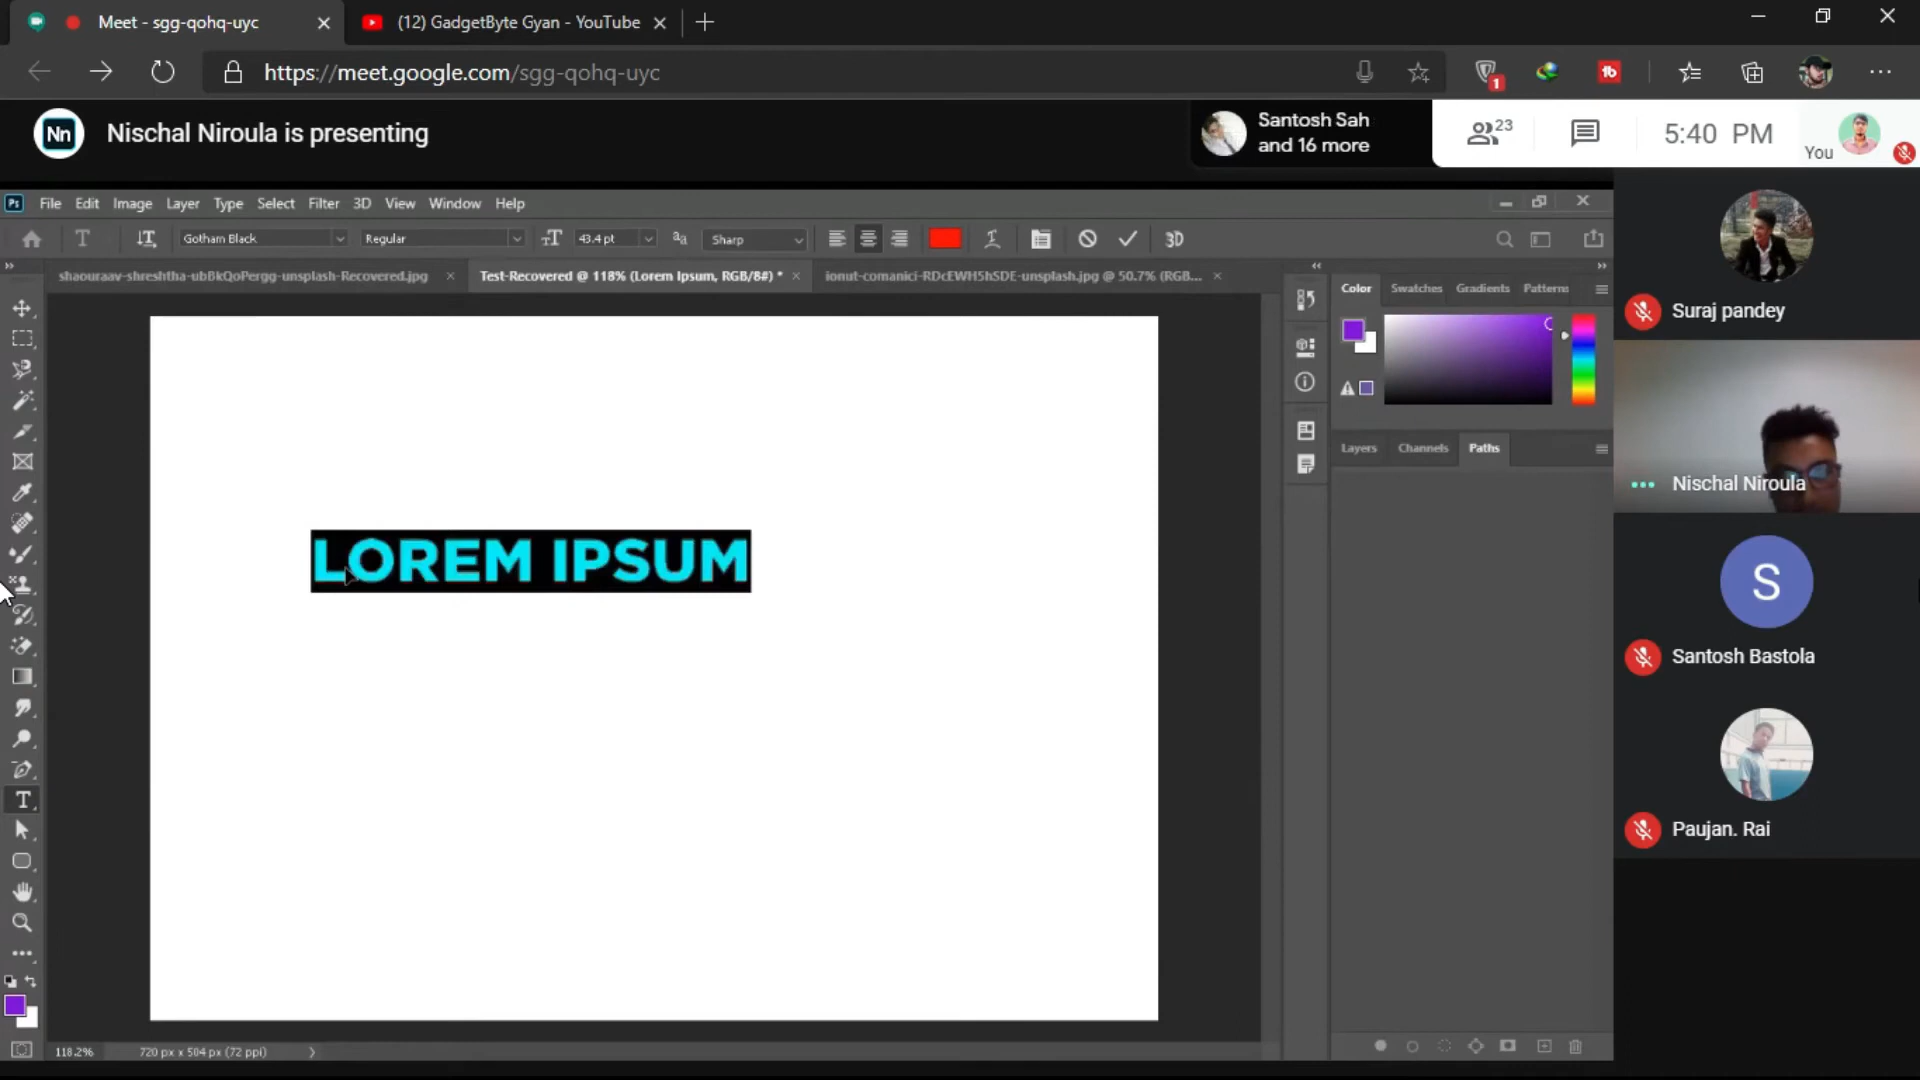 Meet - sgg-qohq-uyc
(12) GadgetByte Gyan - YouTube
https://meet.google.com/sgg-qohq-uyc
1
Nn
Nischal Niroula is presenting
Santosh Sah
and 16 more
23
5:40 PM
You
Ps File Edit Image Layer Type Select Filter 3D View Window Help
Gotham Black
Regular
43.4 pt
Sharp
3D
shaouraav-shreshtha-ubBkQoPergg-unsplash-Recovered.jpg
Test-Recovered @ 118% (Lorem Ipsum, RGB/8#) *
ionut-comanici-RDcEWH5hSDE-unsplash.jpg @ 50.7% (RGB...
Color Swatches Gradients Patterns
Layers Channels Paths
LOREM IPSUM
118.2%
720 px x 504 px (72 ppi)
Suraj pandey
Nischal Niroula
S
Santosh Bastola
Paujan. Rai